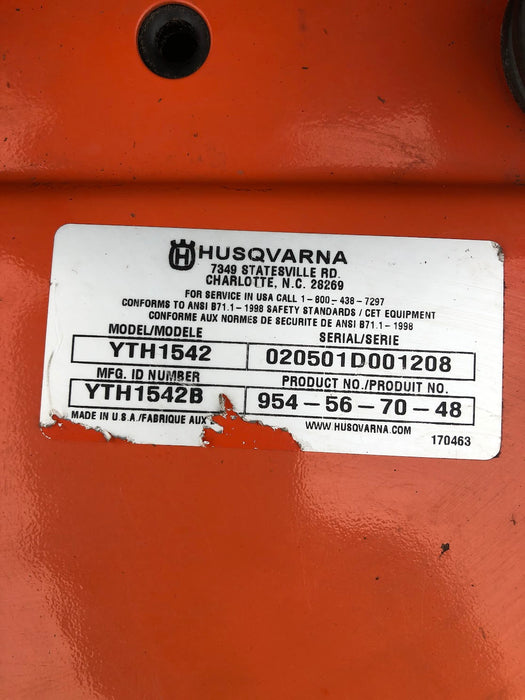 HUSQVARNA
7349 STATESVILLE RD.
CHARLOTTE, N.C. 28269
FOR SERVICE IN USA CALL 1-800-438-7297
CONFORMS TO ANSI B71.1-1998 SAFETY STANDARDS / CET EQUIPMENT
CONFORME AUX NORMES DE SECURITE DE ANSI B71.1-1998
MODEL/MODELE SERIAL/SERIE
YTH1542 020501D001208
MFG. ID NUMBER PRODUCT NO./PRODUIT NO.
YTH1542B 954-56-70-48
MADE IN U.S.A./FABRIQUE AUX WWW.HUSQVARNA.COM
170463